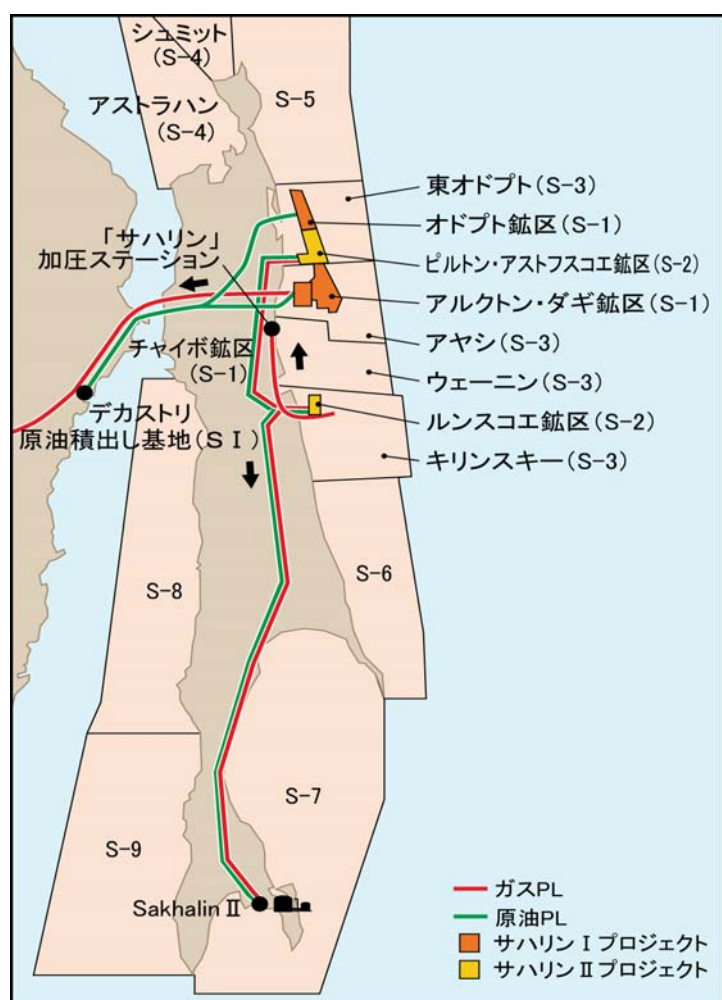 シュミット
(S-4)
アストラハン
(S-4)
S-5
東オドプト(S-3)
オドプト鉱区(S-1)
ピルトン・アストフスコエ鉱区(S-2)
アルクトン・ダギ鉱区(S-1)
アヤシ(S-3)
ウェーニン(S-3)
ルンスコエ鉱区(S-2)
キリンスキー(S-3)
「サハリン」
加圧ステーション
チャイボ鉱区
(S-1)
デカストリ
原油積出し基地(SⅠ)
S-8
S-6
S-7
S-9
Sakhalin Ⅱ
ガスPL
原油PL
サハリンⅠプロジェクト
サハリンⅡプロジェクト